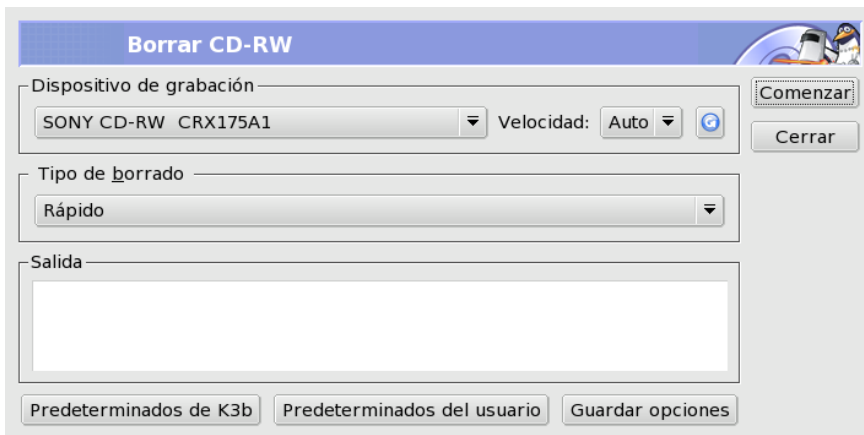 Borrar CD-RW
Dispositivo de grabación
SONY CD-RW CRX175A1
Velocidad: Auto
Comenzar
Cerrar
Tipo de borrado
Rápido
Salida
Predeterminados de K3b
Predeterminados del usuario
Guardar opciones